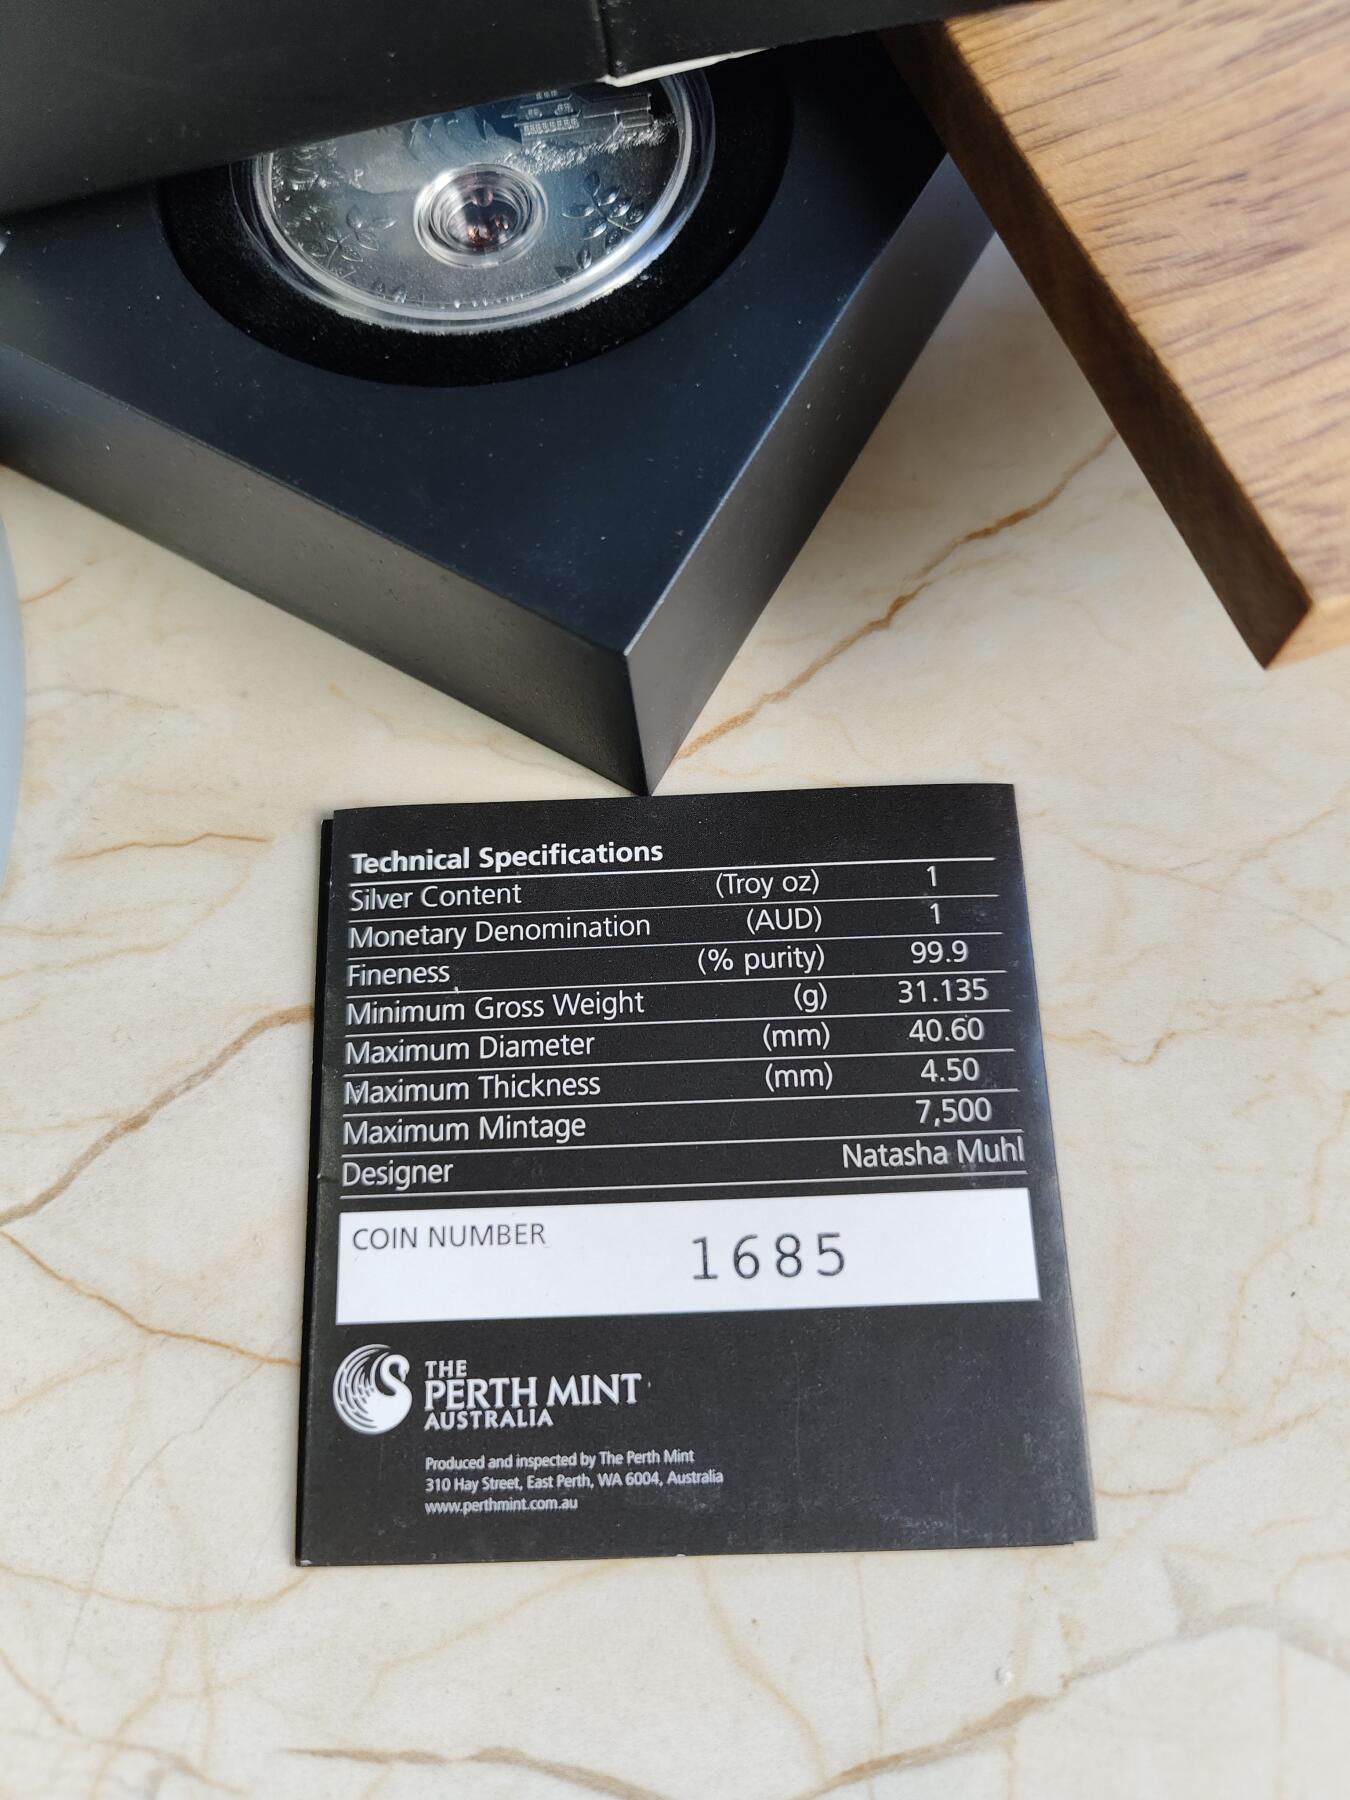 Technical Specifications
Silver Content (Troy oz) 1
Monetary Denomination (AUD) 1
Fineness (% purity) 99.9
Minimum Gross Weight (g) 31.135
Maximum Diameter (mm) 40.60
Maximum Thickness (mm) 4.50
Maximum Mintage 7,500
Designer Natasha Muhl
COIN NUMBER 1685
THE
PERTH MINT
AUSTRALIA
Produced and inspected by The Perth Mint
310 Hay Street, East Perth, WA 6004, Australia
www.perthmint.com.au